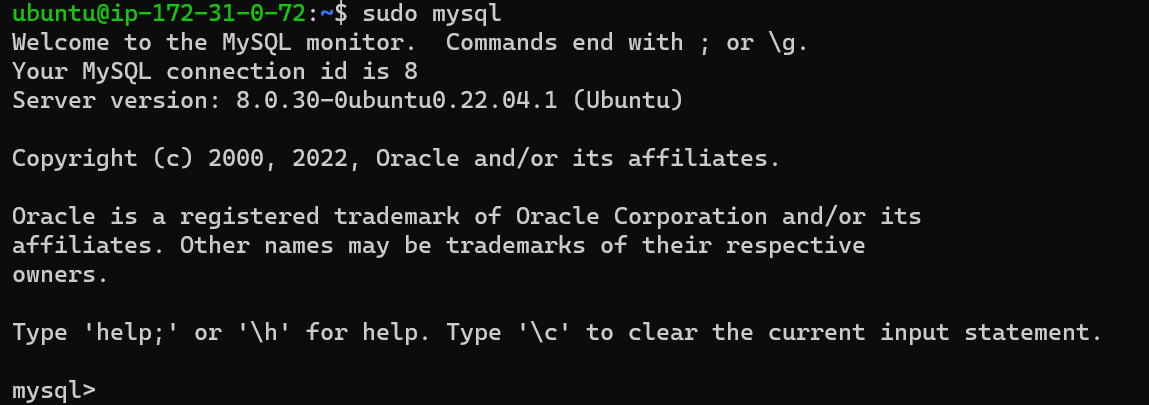 ubuntu@ip-172-31-0-72:~$ sudo mysql
Welcome to the MySQL monitor.  Commands end with ; or \g.
Your MySQL connection id is 8
Server version: 8.0.30-0ubuntu0.22.04.1 (Ubuntu)
Copyright (c) 2000, 2022, Oracle and/or its affiliates.
Oracle is a registered trademark of Oracle Corporation and/or its
affiliates. Other names may be trademarks of their respective
owners.
Type 'help;' or '\h' for help. Type '\c' to clear the current input statement.
mysql>